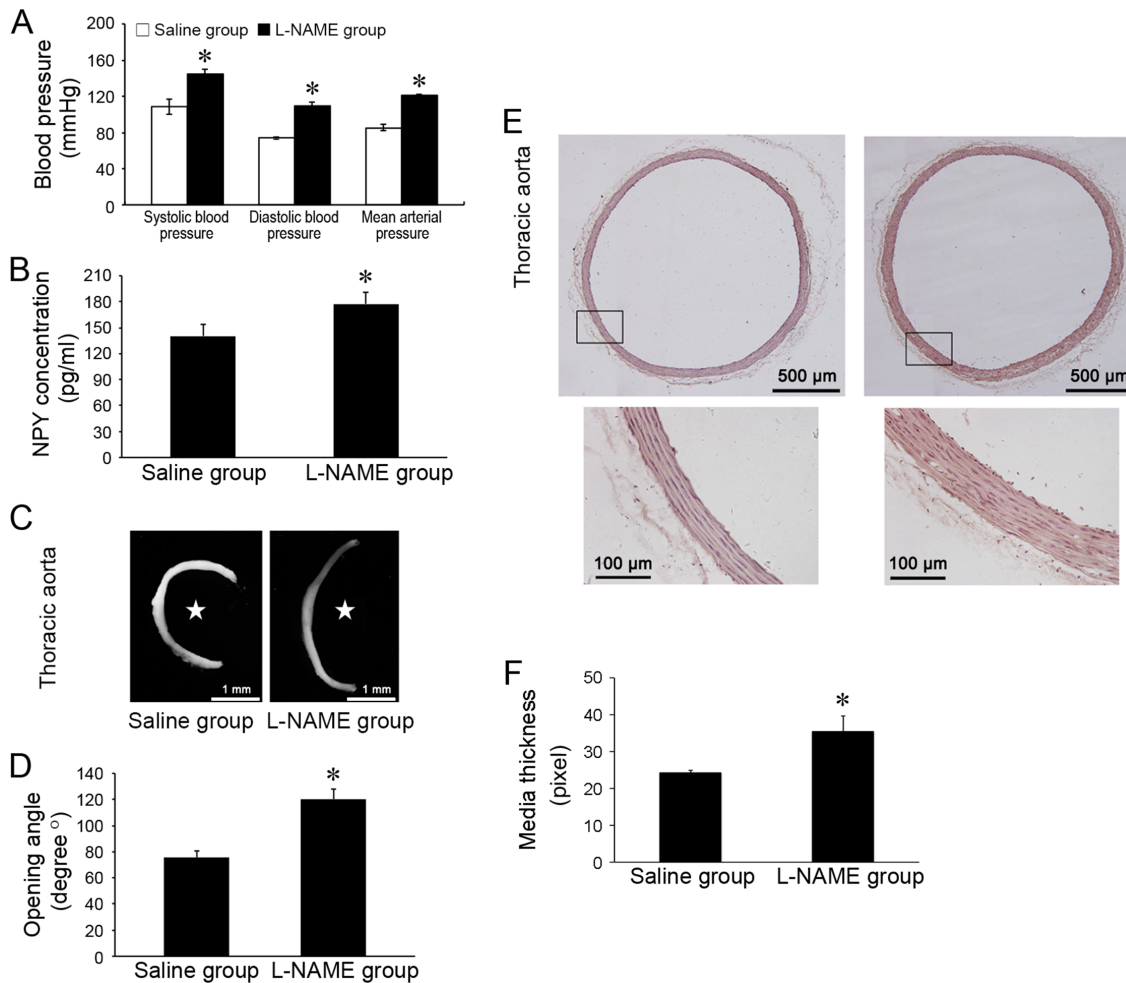 A
Blood pressure
(mmHg)
200
160
120
80
40
0
Saline group
L-NAME group
*
*
*
Systolic blood
pressure
Diastolic blood
pressure
Mean arterial
pressure
B
NPY concentration
(pg/ml)
210
180
150
120
90
60
30
0
*
Saline group
L-NAME group
C
Thoracic aorta
1 mm
1 mm
Saline group
L-NAME group
D
Opening angle
(degree º)
140
120
100
80
60
40
20
0
*
Saline group
L-NAME group
E
Thoracic aorta
500 µm
500 µm
100 µm
100 µm
F
Media thickness
(pixel)
50
40
30
20
10
0
*
Saline group
L-NAME group